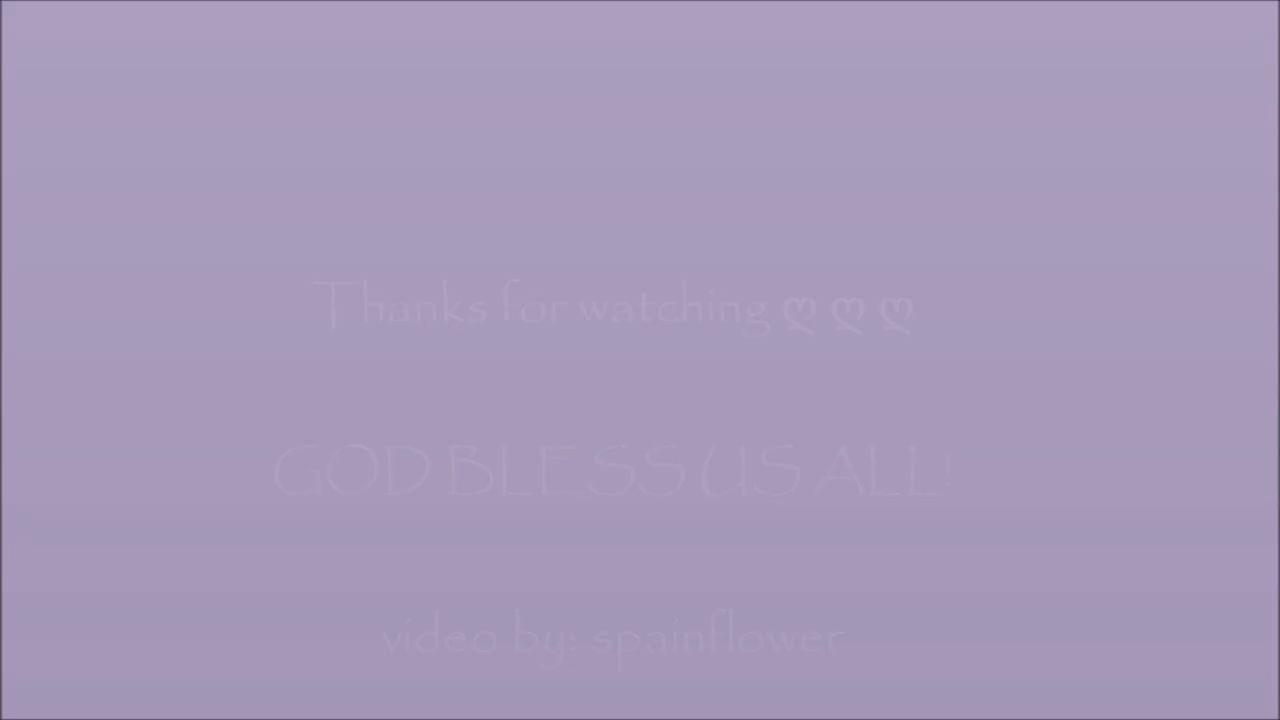 Thanks for watching ღ ღ ღ
GOD BLESS US ALL!
video by: spainflower